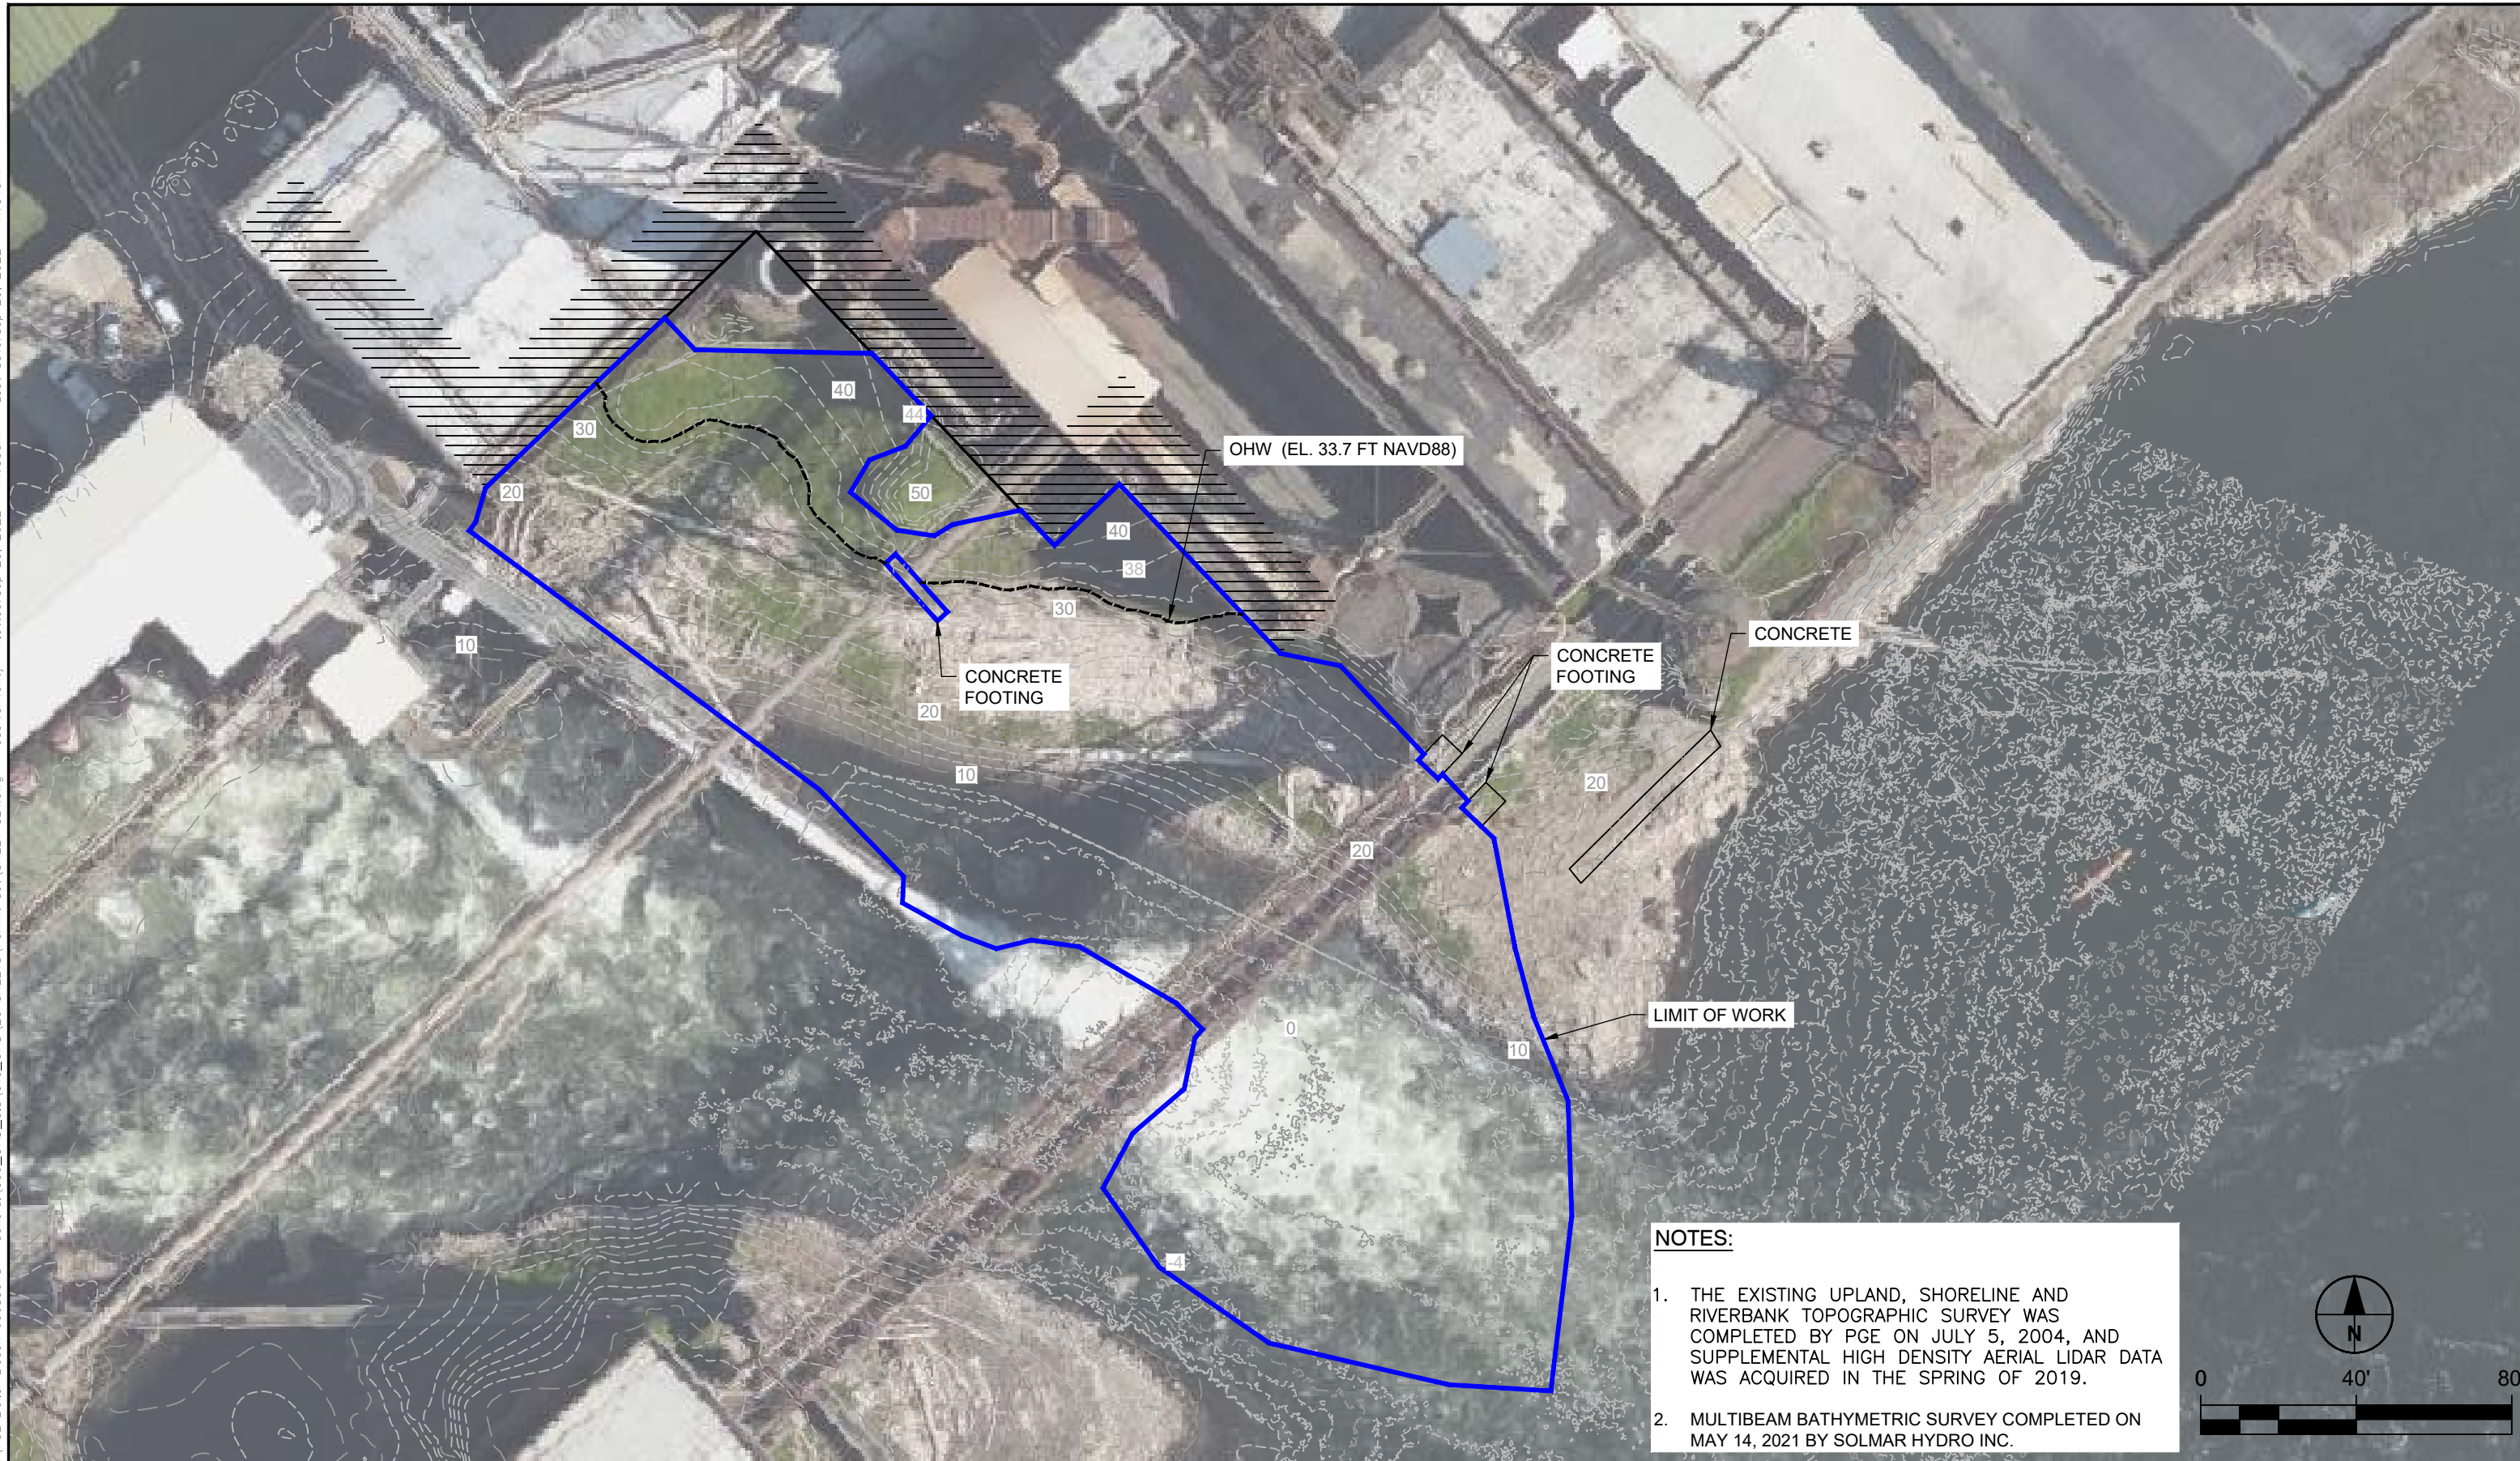 40
44
30
OHW (EL. 33.7 FT NAVD88)
20
50
40
38
30
10
CONCRETE
FOOTING
CONCRETE
FOOTING
CONCRETE
20
10
20
20
0
LIMIT OF WORK
10
-4
NOTES:
1. THE EXISTING UPLAND, SHORELINE AND
RIVERBANK TOPOGRAPHIC SURVEY WAS
COMPLETED BY PGE ON JULY 5, 2004, AND
SUPPLEMENTAL HIGH DENSITY AERIAL LIDAR DATA
WAS ACQUIRED IN THE SPRING OF 2019.
2. MULTIBEAM BATHYMETRIC SURVEY COMPLETED ON
MAY 14, 2021 BY SOLMAR HYDRO INC.
N
0 40' 80